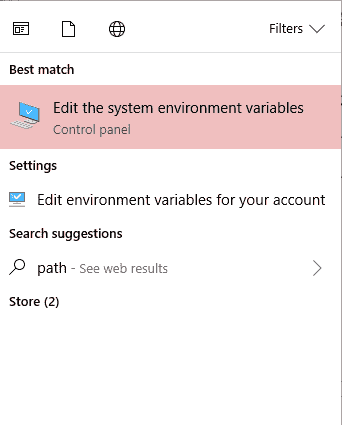 Filters
Best match
Edit the system environment variables
Control panel
Settings
Edit environment variables for your account
Search suggestions
path - See web results
Store (2)